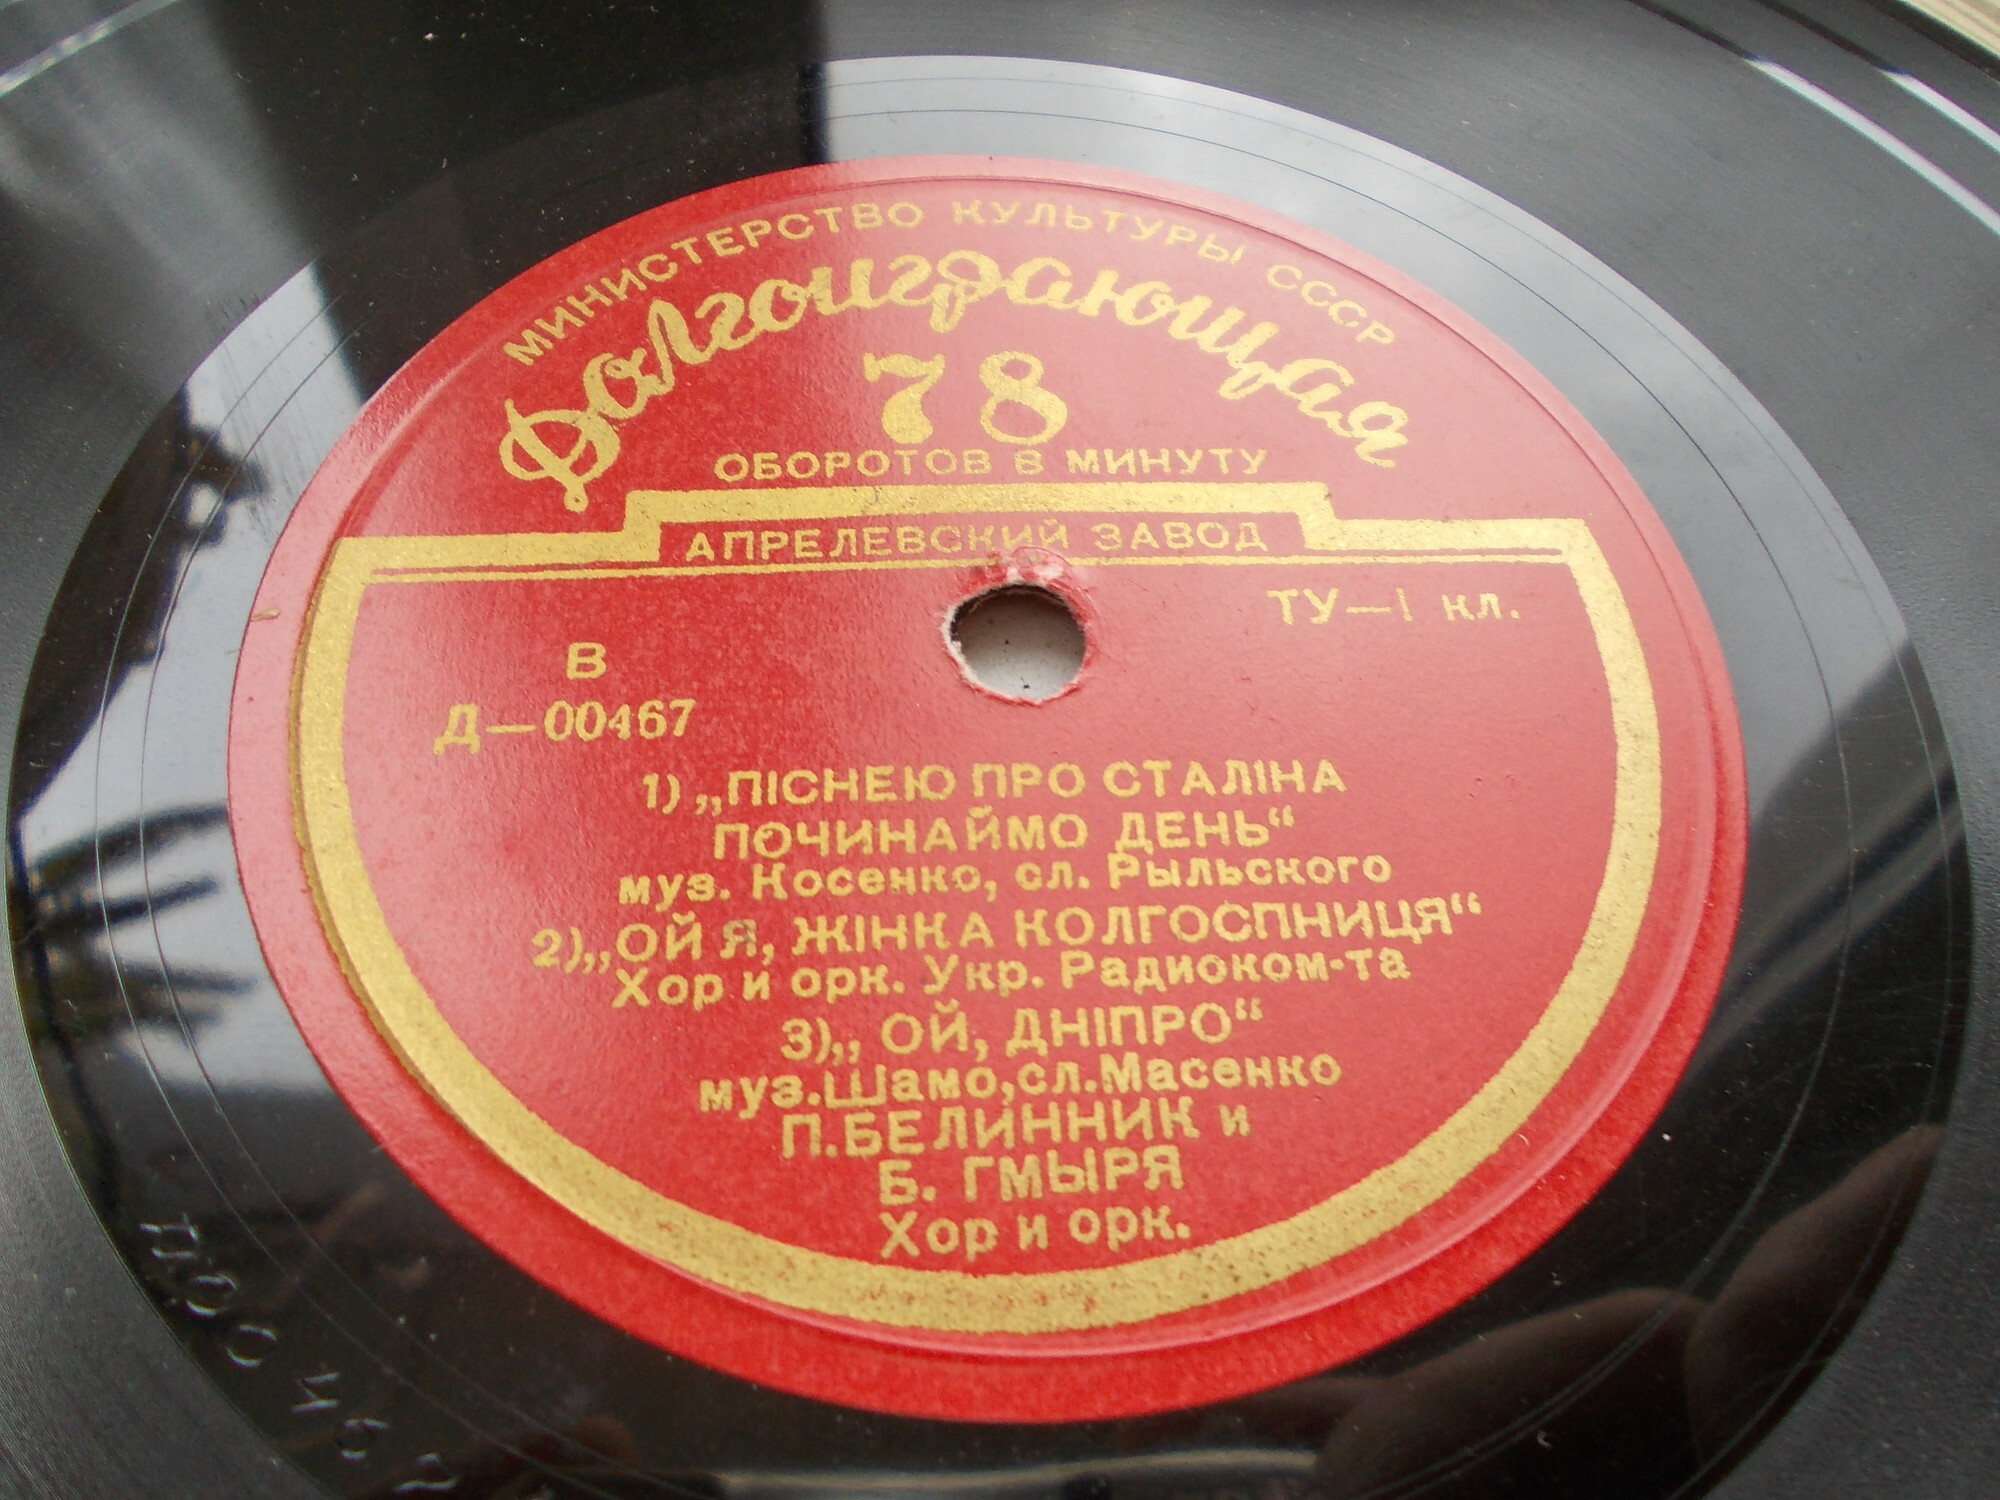 МИНИСТЕРСТВО КУЛЬТУРЫ СССР
Долгоиграющая
78
ОБОРОТОВ В МИНУТУ
АПРЕЛЕВСКИЙ ЗАВОД
ТУ—I кл.
В
Д—00467
1) „ПІСНЕЮ ПРО СТАЛІНА
ПОЧИНАЙМО ДЕНЬ“
муз. Косенко, сл. Рыльского
2) „ОЙ Я, ЖІНКА КОЛГОСПНИЦЯ“
Хор и орк. Укр. Радиоком-та
3) „ ОЙ, ДНІПРО“
муз. Шамо, сл. Масенко
П. БЕЛИННИК и
Б. ГМЫРЯ
Хор и орк.
Д00467